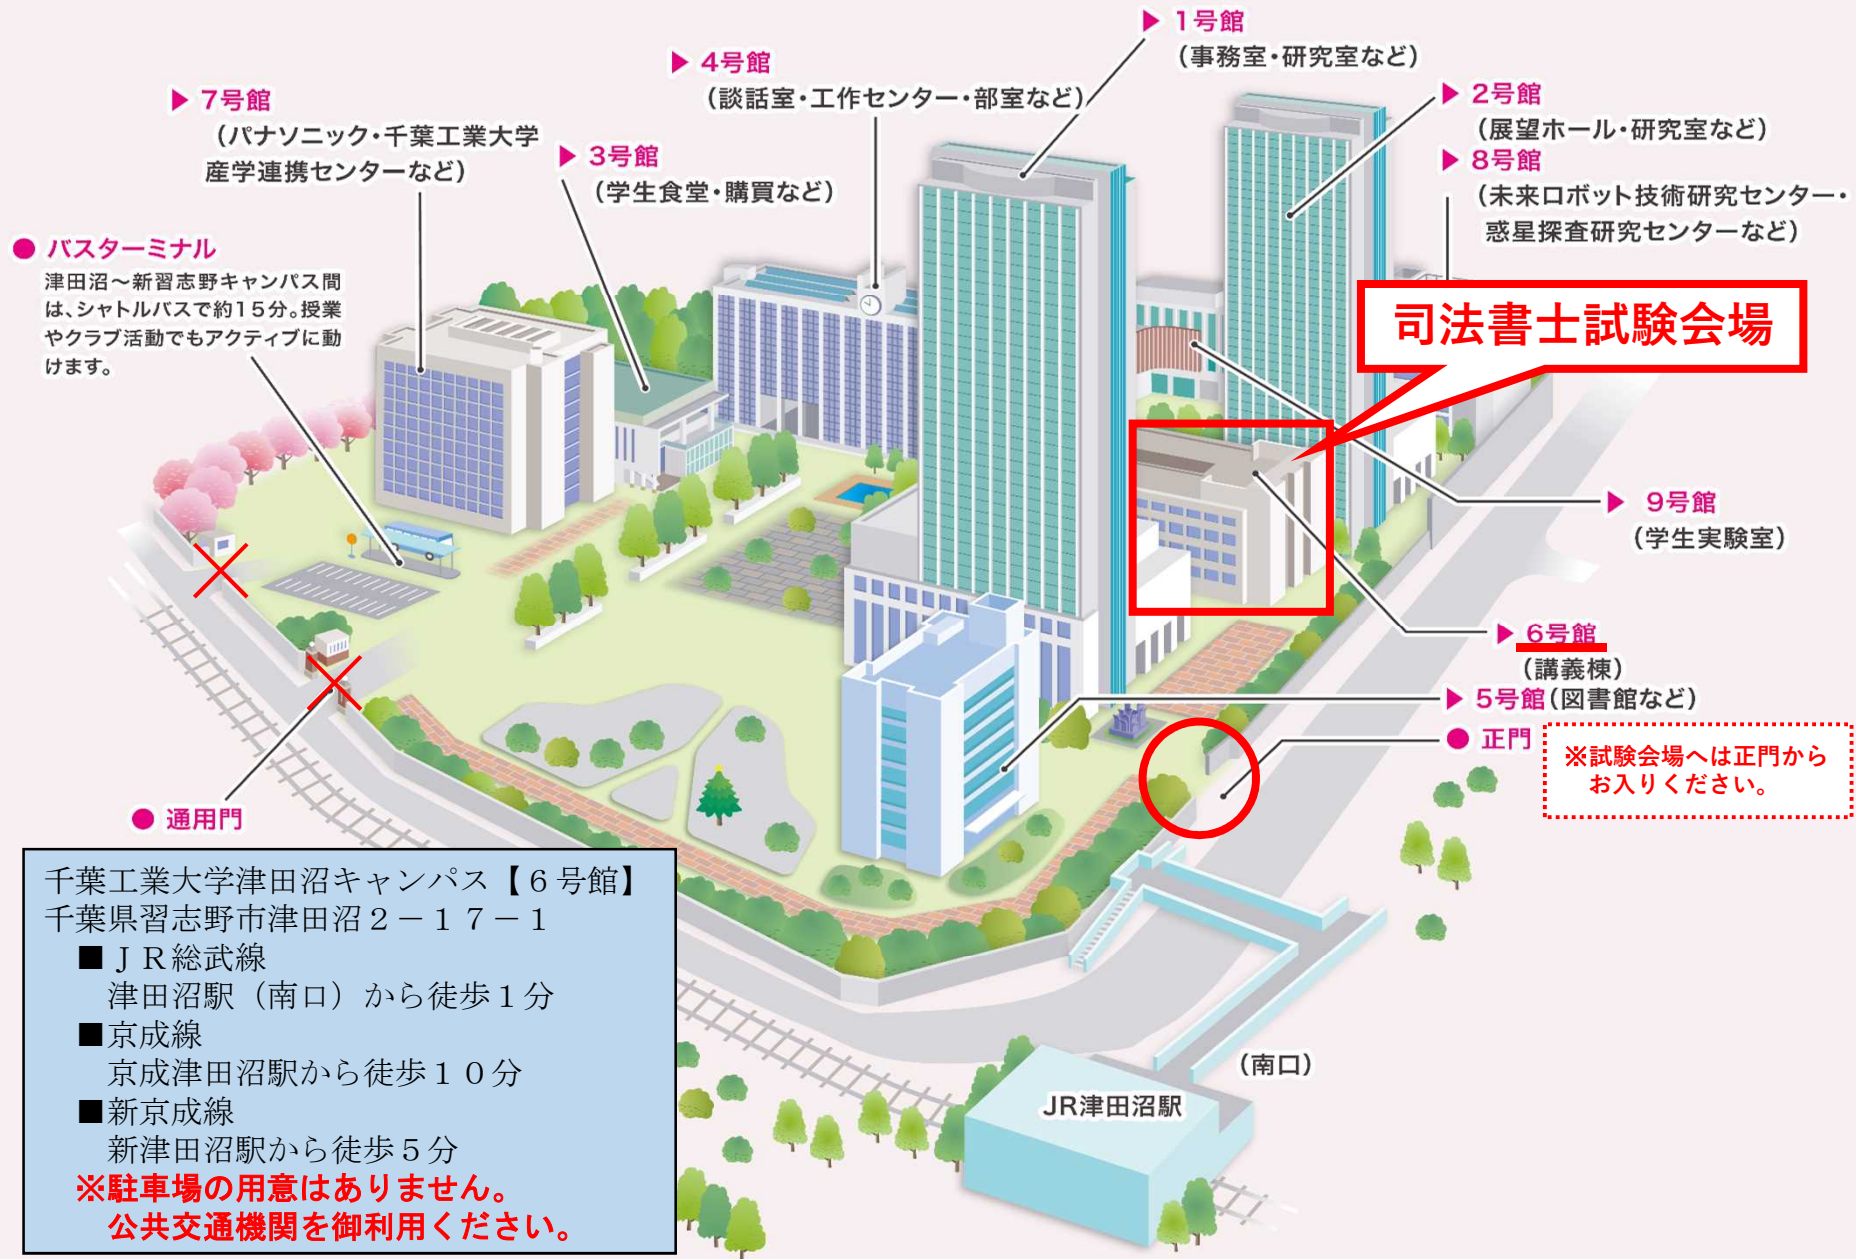 ▶ 1号館
(事務室・研究室など)
▶ 4号館
(談話室・工作センター・部室など)
▶ 7号館
(パナソニック・千葉工業大学
産学連携センターなど)
▶ 3号館
(学生食堂・購買など)
▶ 2号館
(展望ホール・研究室など)
▶ 8号館
(未来ロボット技術研究センター・
惑星探査研究センターなど)
● バスターミナル
津田沼～新習志野キャンパス間
は、シャトルバスで約15分。授業
やクラブ活動でもアクティブに動
けます。
司法書士試験会場
▶ 9号館
(学生実験室)
▶ 6号館
(講義棟)
▶ 5号館(図書館など)
● 正門
※試験会場へは正門から
お入りください。
● 通用門
千葉工業大学津田沼キャンパス【６号館】
千葉県習志野市津田沼２－１７－１
■ＪＲ総武線
津田沼駅（南口）から徒歩１分
■京成線
京成津田沼駅から徒歩１０分
■新京成線
新津田沼駅から徒歩５分
※駐車場の用意はありません。
公共交通機関を御利用ください。
(南口)
JR津田沼駅